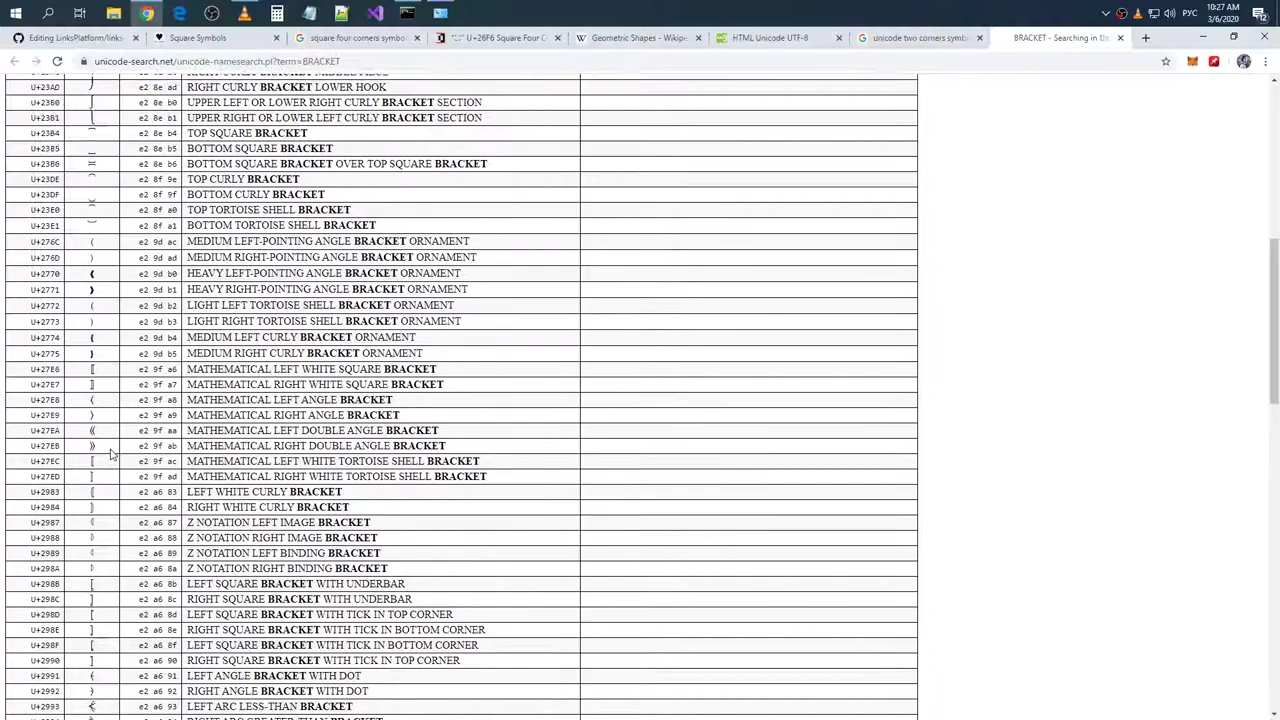 10:27 AM
РУС
3/6/2020
Editing LinksPlatform/links-
Square Symbols
square four corners symbol
U+26F6 Square Four C
Geometric Shapes - Wikipe
HTML Unicode UTF-8
unicode two corners symb
BRACKET - Searching in U
unicode-search.net/unicode-namesearch.pl?term=BRACKET
U+23AD ⎭ e2 8e ad RIGHT CURLY BRACKET LOWER HOOK
U+23B0 ⎰ e2 8e b0 UPPER LEFT OR LOWER RIGHT CURLY BRACKET SECTION
U+23B1 ⎱ e2 8e b1 UPPER RIGHT OR LOWER LEFT CURLY BRACKET SECTION
U+23B4 ⎴ e2 8e b4 TOP SQUARE BRACKET
U+23B5 ⎵ e2 8e b5 BOTTOM SQUARE BRACKET
U+23B6 ⎶ e2 8e b6 BOTTOM SQUARE BRACKET OVER TOP SQUARE BRACKET
U+23DE ⏞ e2 8f 9e TOP CURLY BRACKET
U+23DF ⏟ e2 8f 9f BOTTOM CURLY BRACKET
U+23E0 ⏠ e2 8f a0 TOP TORTOISE SHELL BRACKET
U+23E1 ⏡ e2 8f a1 BOTTOM TORTOISE SHELL BRACKET
U+276C ❬ e2 9d ac MEDIUM LEFT-POINTING ANGLE BRACKET ORNAMENT
U+276D ❭ e2 9d ad MEDIUM RIGHT-POINTING ANGLE BRACKET ORNAMENT
U+2770 ❰ e2 9d b0 HEAVY LEFT-POINTING ANGLE BRACKET ORNAMENT
U+2771 ❱ e2 9d b1 HEAVY RIGHT-POINTING ANGLE BRACKET ORNAMENT
U+2772 ❲ e2 9d b2 LIGHT LEFT TORTOISE SHELL BRACKET ORNAMENT
U+2773 ❳ e2 9d b3 LIGHT RIGHT TORTOISE SHELL BRACKET ORNAMENT
U+2774 ❴ e2 9d b4 MEDIUM LEFT CURLY BRACKET ORNAMENT
U+2775 ❵ e2 9d b5 MEDIUM RIGHT CURLY BRACKET ORNAMENT
U+27E6 ⟦ e2 9f a6 MATHEMATICAL LEFT WHITE SQUARE BRACKET
U+27E7 ⟧ e2 9f a7 MATHEMATICAL RIGHT WHITE SQUARE BRACKET
U+27E8 ⟨ e2 9f a8 MATHEMATICAL LEFT ANGLE BRACKET
U+27E9 ⟩ e2 9f a9 MATHEMATICAL RIGHT ANGLE BRACKET
U+27EA ⟪ e2 9f aa MATHEMATICAL LEFT DOUBLE ANGLE BRACKET
U+27EB ⟫ e2 9f ab MATHEMATICAL RIGHT DOUBLE ANGLE BRACKET
U+27EC ⟬ e2 9f ac MATHEMATICAL LEFT WHITE TORTOISE SHELL BRACKET
U+27ED ⟭ e2 9f ad MATHEMATICAL RIGHT WHITE TORTOISE SHELL BRACKET
U+2983 ⦃ e2 a6 83 LEFT WHITE CURLY BRACKET
U+2984 ⦄ e2 a6 84 RIGHT WHITE CURLY BRACKET
U+2987 ⦇ e2 a6 87 Z NOTATION LEFT IMAGE BRACKET
U+2988 ⦈ e2 a6 88 Z NOTATION RIGHT IMAGE BRACKET
U+2989 ⦉ e2 a6 89 Z NOTATION LEFT BINDING BRACKET
U+298A ⦊ e2 a6 8a Z NOTATION RIGHT BINDING BRACKET
U+298B ⦋ e2 a6 8b LEFT SQUARE BRACKET WITH UNDERBAR
U+298C ⦌ e2 a6 8c RIGHT SQUARE BRACKET WITH UNDERBAR
U+298D ⦍ e2 a6 8d LEFT SQUARE BRACKET WITH TICK IN TOP CORNER
U+298E ⦎ e2 a6 8e RIGHT SQUARE BRACKET WITH TICK IN BOTTOM CORNER
U+298F ⦏ e2 a6 8f LEFT SQUARE BRACKET WITH TICK IN BOTTOM CORNER
U+2990 ⦐ e2 a6 90 RIGHT SQUARE BRACKET WITH TICK IN TOP CORNER
U+2991 ⦑ e2 a6 91 LEFT ANGLE BRACKET WITH DOT
U+2992 ⦒ e2 a6 92 RIGHT ANGLE BRACKET WITH DOT
U+2993 ⦓ e2 a6 93 LEFT ARC LESS-THAN BRACKET